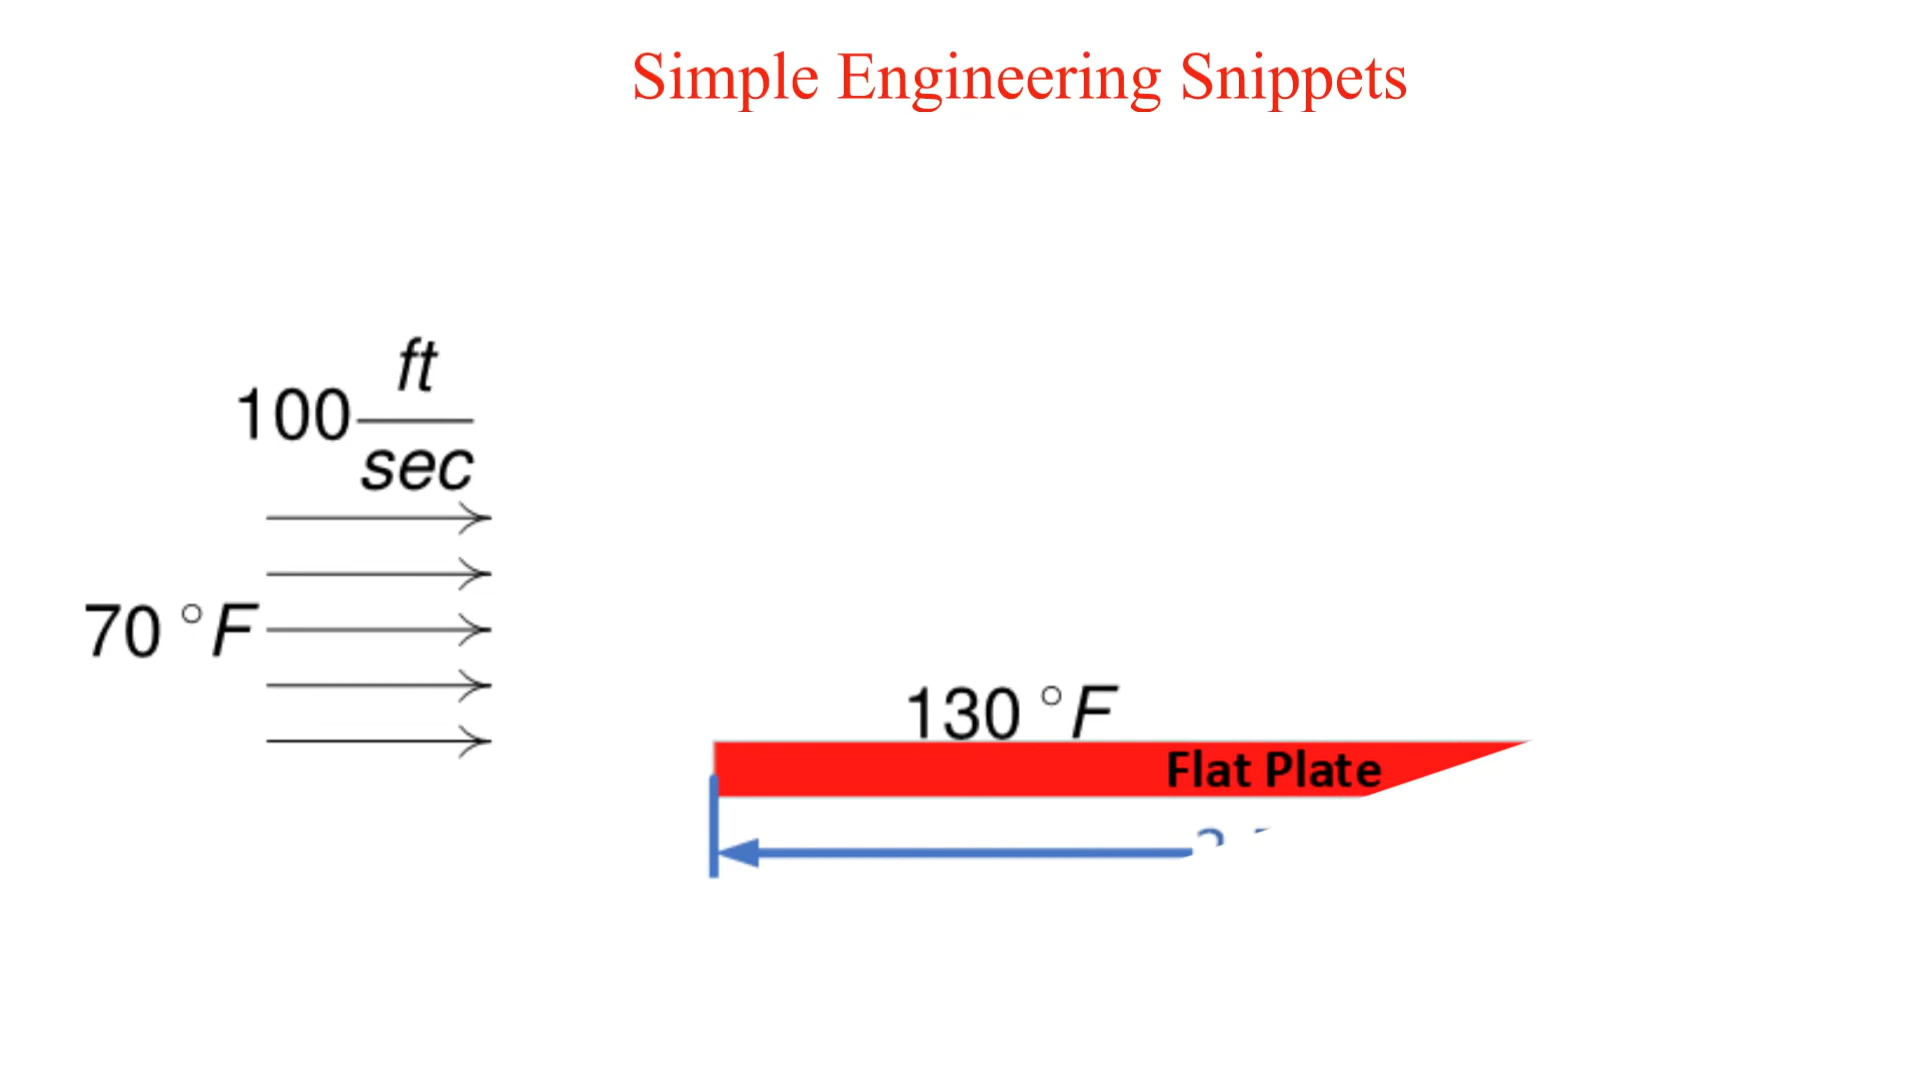 Simple Engineering Snippets
100 ft/sec
70 °F
130 °F
Flat Plate